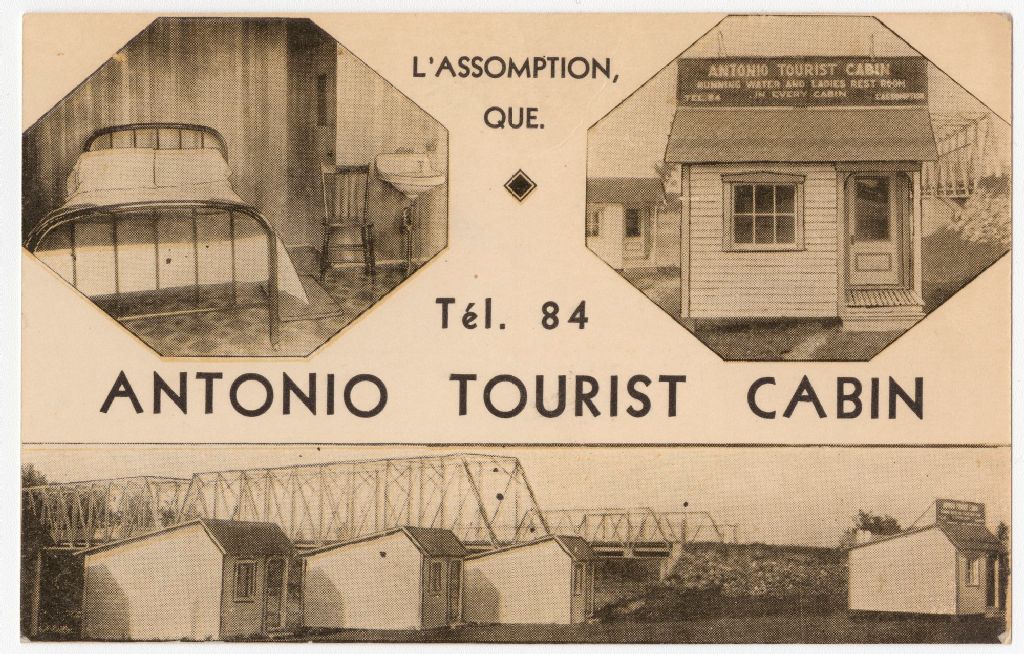 L'ASSOMPTION,
QUE.
ANTONIO TOURIST CABIN
RUNNING WATER AND LADIES REST ROOM
TEL. 84 IN EVERY CABIN L'ASSOMPTION
Tél. 84
ANTONIO TOURIST CABIN